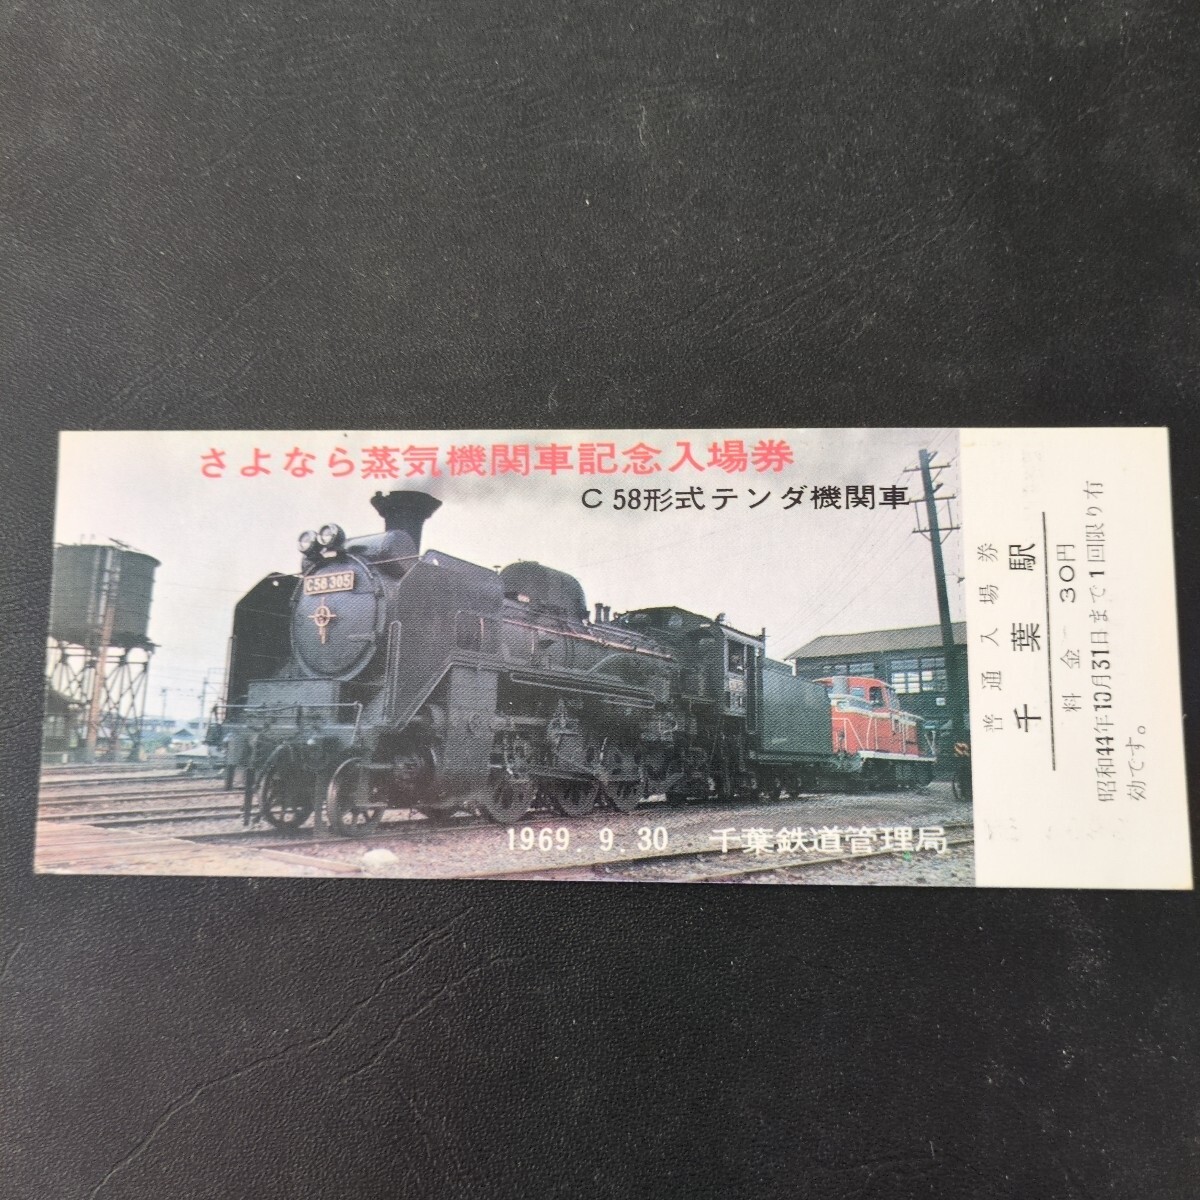 さよなら蒸気機関車記念入場券
C58形式テンダ機関車
C58 305
1969.9.30 千葉鉄道管理局
普通入場券
千葉駅
料金 30円
昭和44年10月31日まで1回限り有
効です。